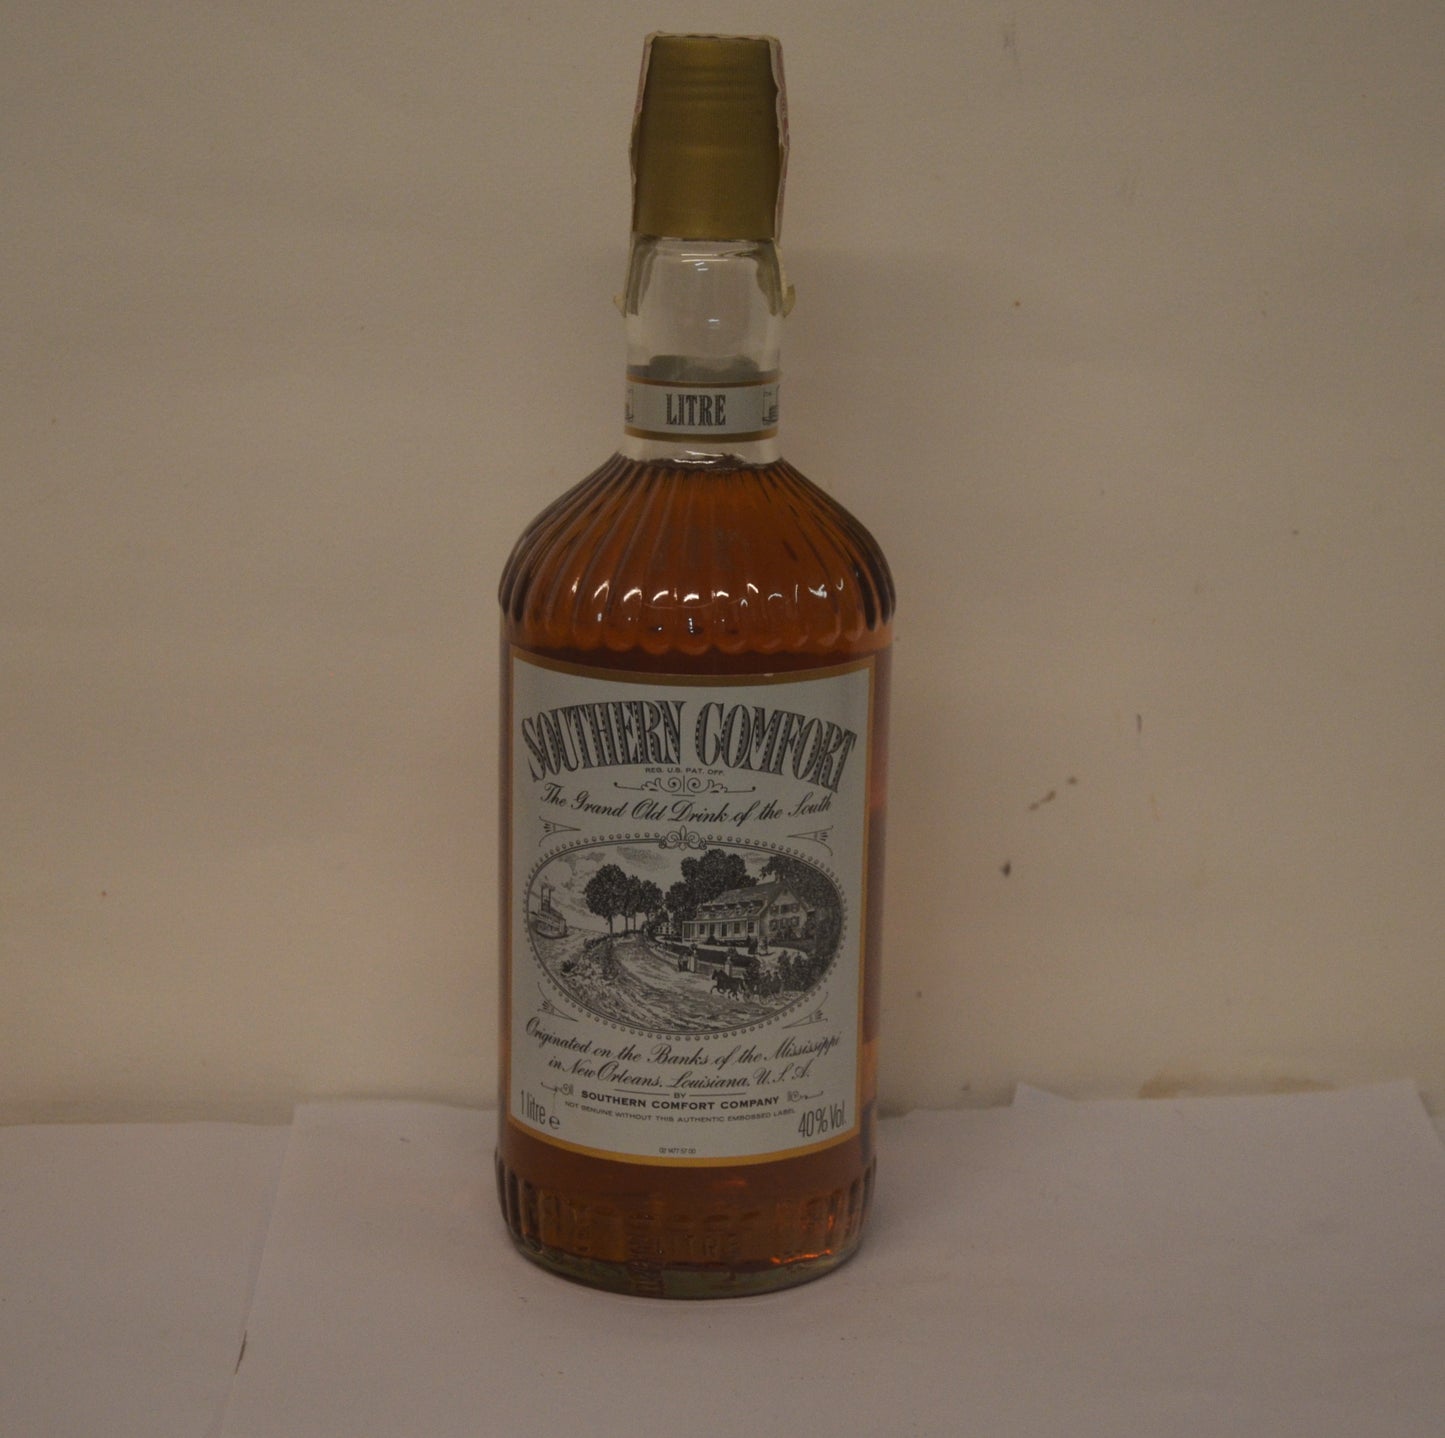 LITRE
SOUTHERN COMFORT
REG. U.S. PAT. OFF.
The Grand Old Drink of the South
Originated on the Banks of the Mississippi
in New Orleans, Louisiana, U.S.A.
BY
SOUTHERN COMFORT COMPANY
NOT GENUINE WITHOUT THIS AUTHENTIC EMBOSSED LABEL
1 litre e
40% Vol.